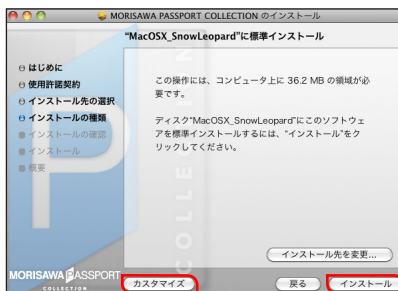 MORISAWA PASSPORT COLLECTION のインストール
"MacOSX_SnowLeopard"に標準インストール
はじめに
使用許諾契約
インストール先の選択
インストールの種類
インストールの確認
インストール
概要
この操作には、コンピュータ上に 36.2 MB の領域が必
要です。
ディスク"MacOSX_SnowLeopard"にこのソフトウェ
アを標準インストールするには、"インストール"をク
リックしてください。
インストール先を変更...
MORISAWA PASSPORT
COLLECTION
カスタマイズ
戻る
インストール